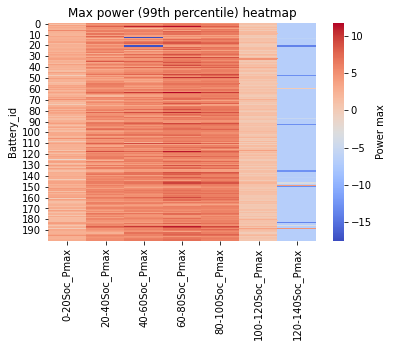 Max power (99th percentile) heatmap
0
10
20
30
40
50
60
70
80
90
100
110
120
130
140
150
160
170
180
190
Battery_id
0-20Soc_Pmax
20-40Soc_Pmax
40-60Soc_Pmax
60-80Soc_Pmax
80-100Soc_Pmax
100-120Soc_Pmax
120-140Soc_Pmax
10
5
0
−5
−10
−15
Power max